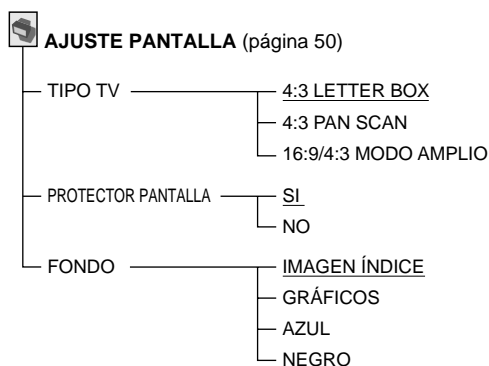 AJUSTE PANTALLA (página 50)
TIPO TV
4:3 LETTER BOX
4:3 PAN SCAN
16:9/4:3 MODO AMPLIO
PROTECTOR PANTALLA
SI
NO
FONDO
IMAGEN ÍNDICE
GRÁFICOS
AZUL
NEGRO